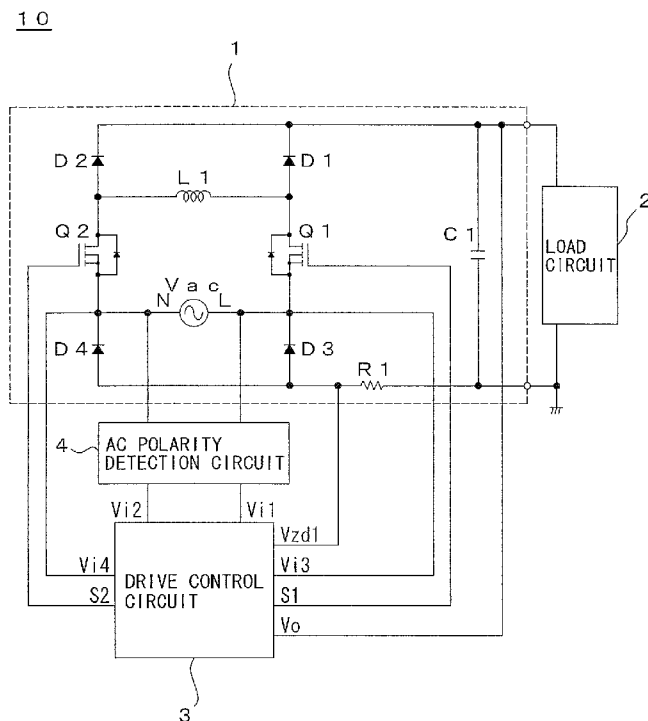 10
1
D2
D1
L1
Q2
Q1
C1
2
LOAD
CIRCUIT
Vac
N
L
D4
D3
R1
4
AC POLARITY
DETECTION CIRCUIT
Vi2
Vi1
Vzd1
Vi4
DRIVE CONTROL
CIRCUIT
Vi3
S2
S1
Vo
3